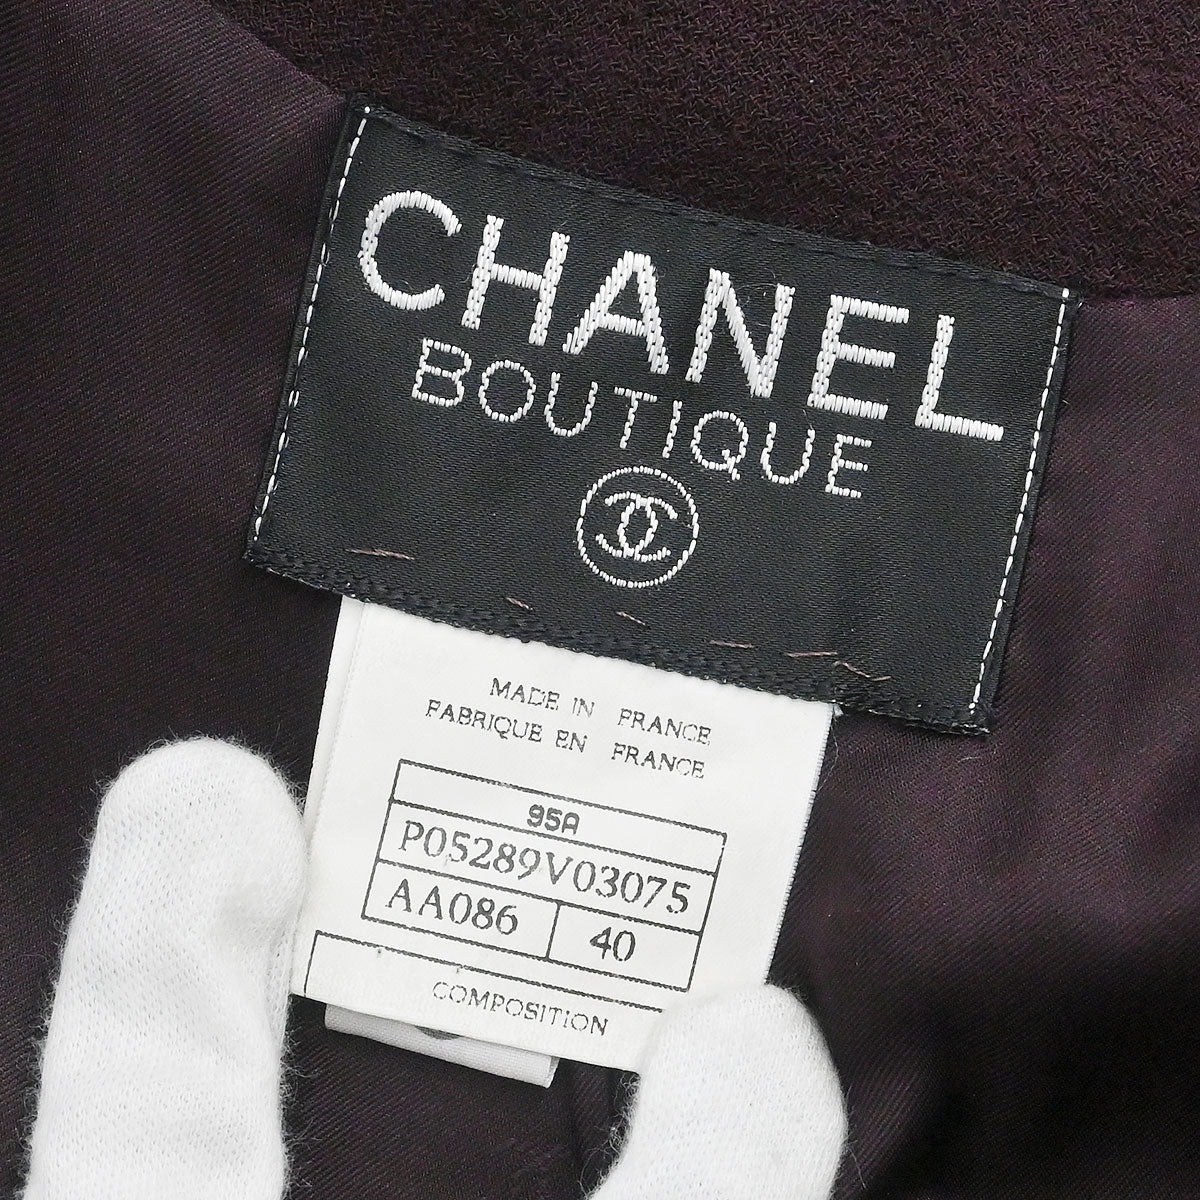 CHANEL
BOUTIQUE
MADE IN FRANCE
FABRIQUE EN FRANCE
95A
P05289V03075
AA086 40
COMPOSITION